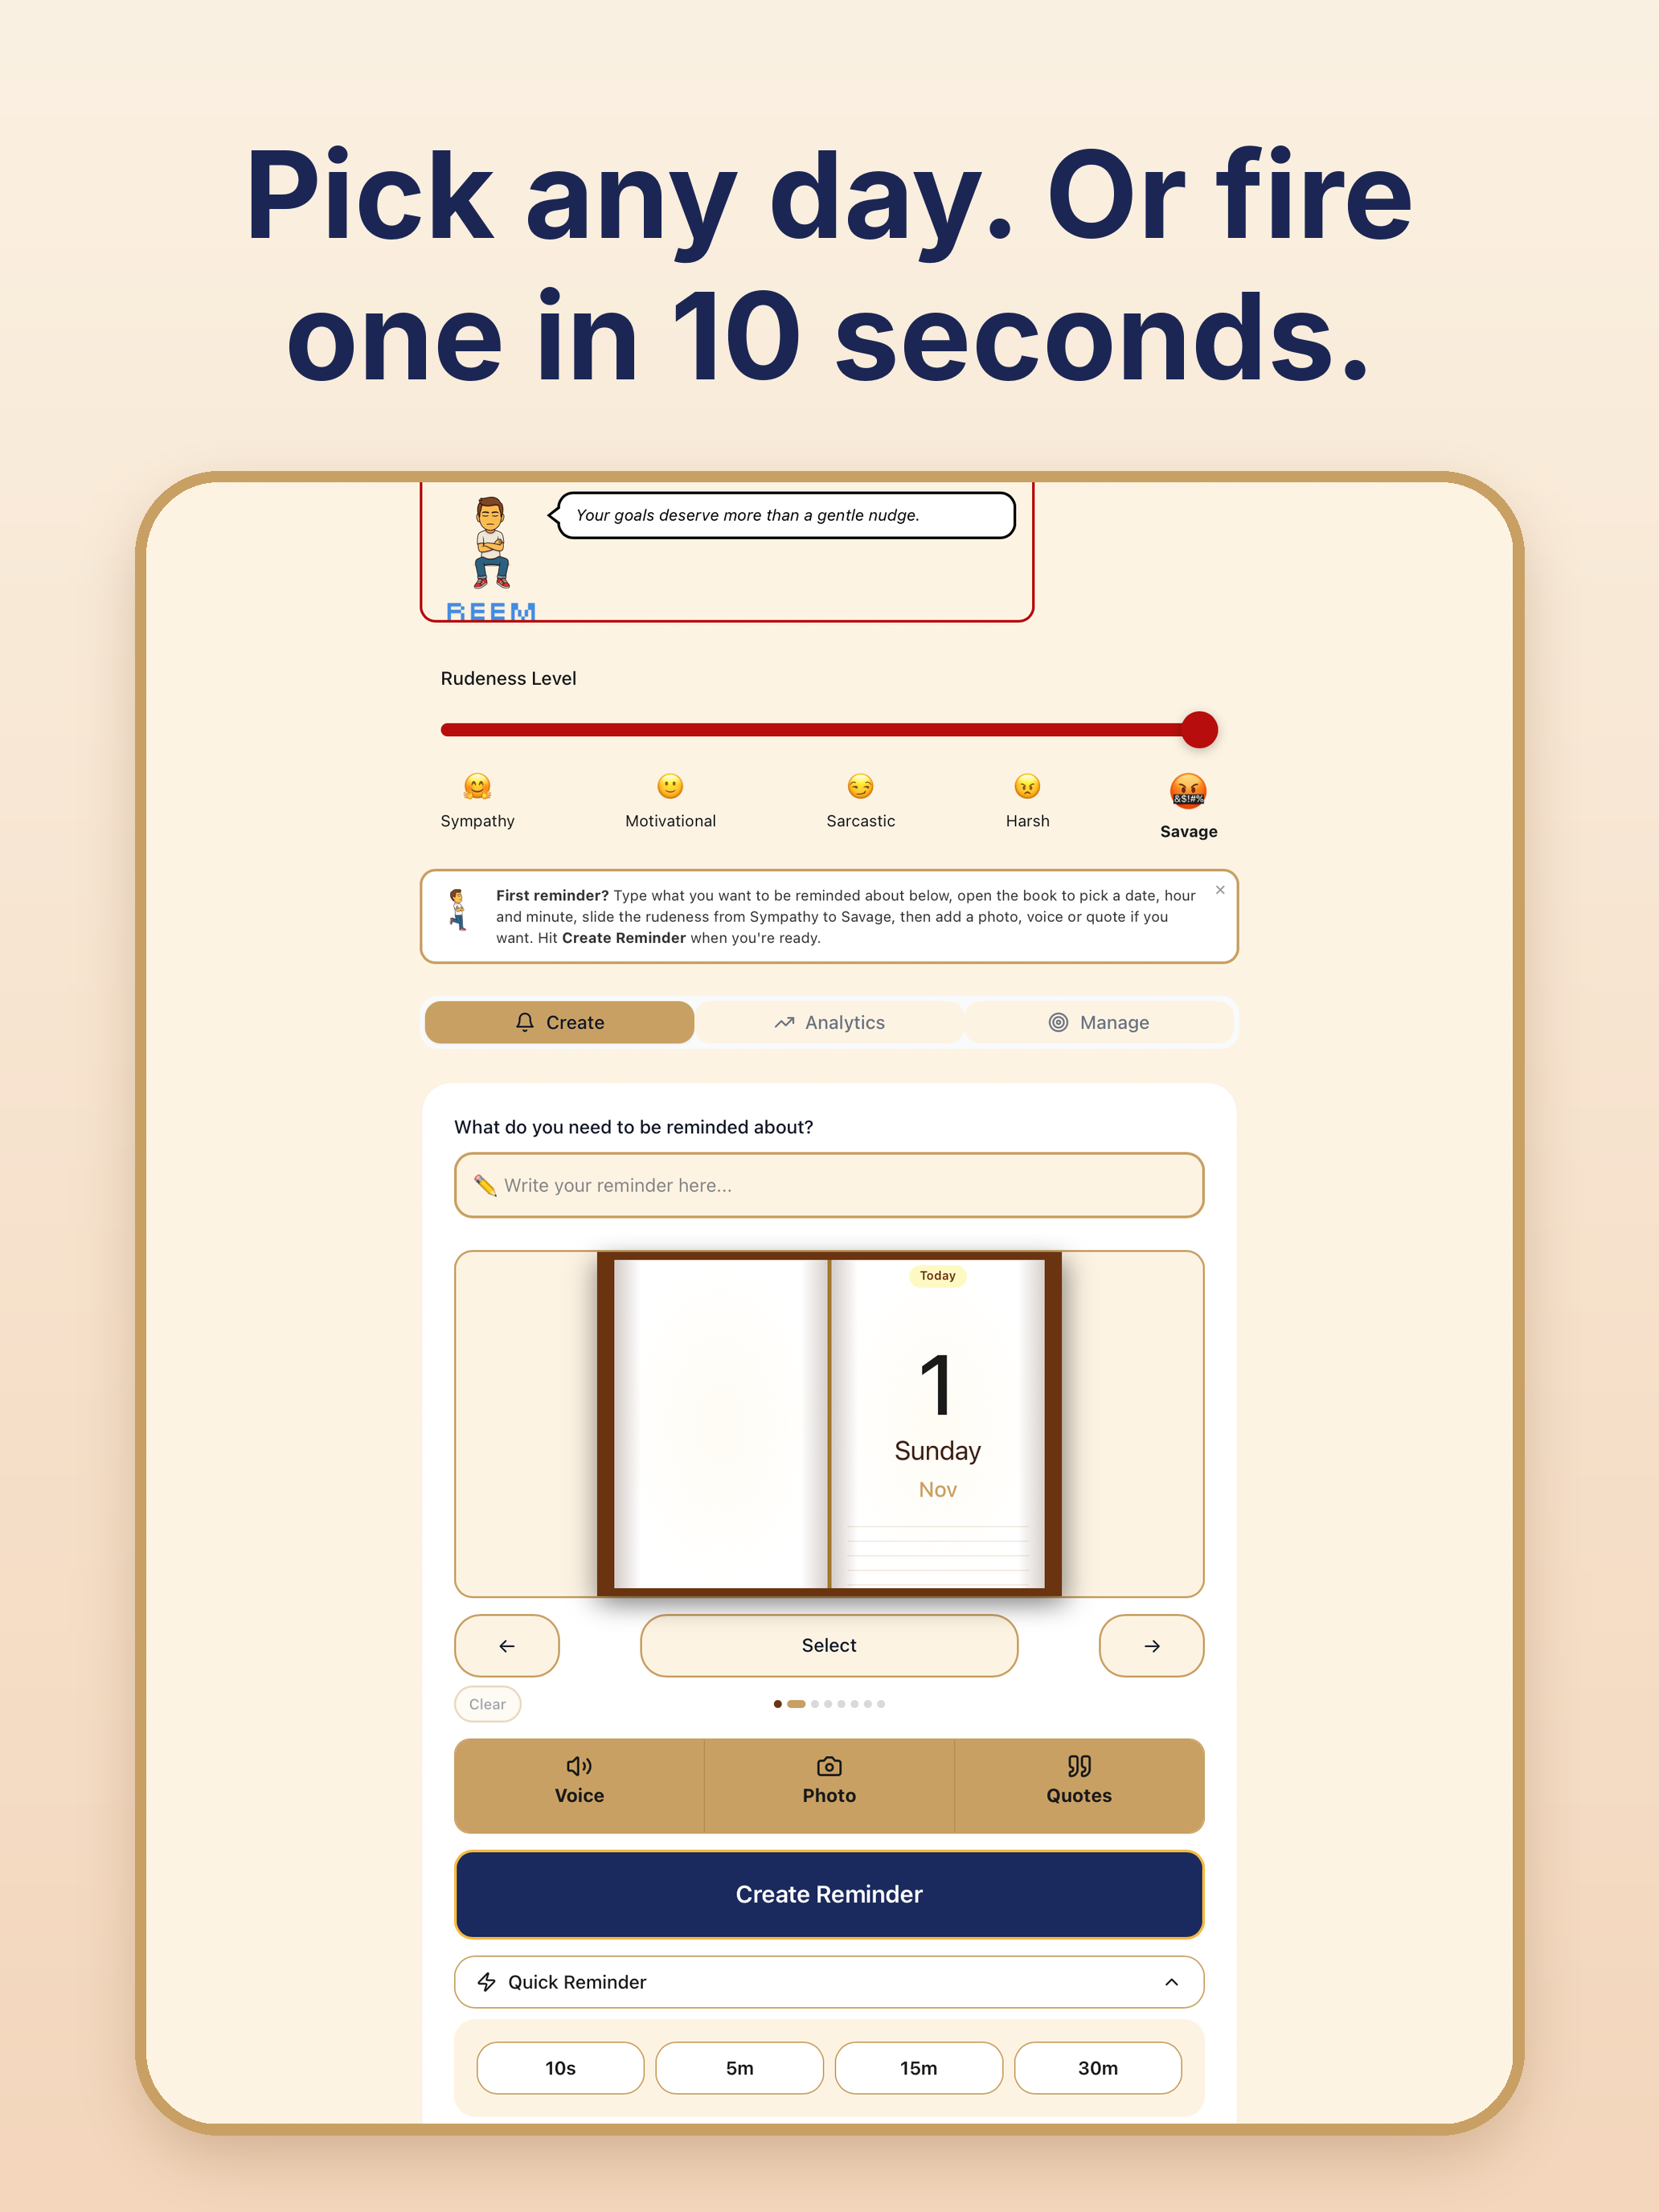 Pick any day. Or fire
one in 10 seconds.
Your goals deserve more than a gentle nudge.
REEM
Rudeness Level
&$!#%
Sympathy
Motivational
Sarcastic
Harsh
Savage
First reminder? Type what you want to be reminded about below, open the book to pick a date, hour
and minute, slide the rudeness from Sympathy to Savage, then add a photo, voice or quote if you
want. Hit Create Reminder when you're ready.
Create
Analytics
Manage
What do you need to be reminded about?
✏️ Write your reminder here...
Today
1
Sunday
Nov
Select
Clear
Voice
Photo
Quotes
Create Reminder
Quick Reminder
10s
5m
15m
30m